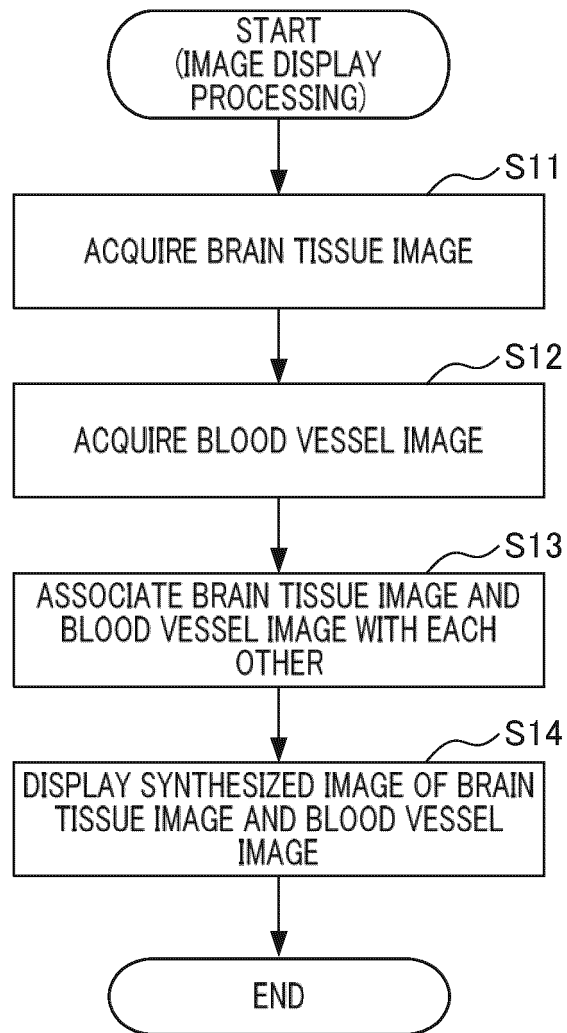 START
(IMAGE DISPLAY
PROCESSING)
S11
ACQUIRE BRAIN TISSUE IMAGE
S12
ACQUIRE BLOOD VESSEL IMAGE
S13
ASSOCIATE BRAIN TISSUE IMAGE AND
BLOOD VESSEL IMAGE WITH EACH
OTHER
S14
DISPLAY SYNTHESIZED IMAGE OF BRAIN
TISSUE IMAGE AND BLOOD VESSEL
IMAGE
END